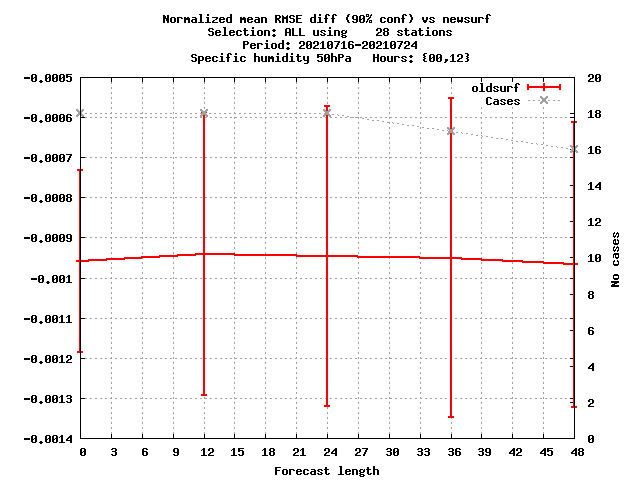 Normalized mean RMSE diff (90% conf) vs newsurf
Selection: ALL using    28 stations
Period: 20210716-20210724
Specific humidity 50hPa   Hours: {00,12}
oldsurf
Cases
-0.0005
-0.0006
-0.0007
-0.0008
-0.0009
-0.001
-0.0011
-0.0012
-0.0013
-0.0014
20
18
16
14
12
10
8
6
4
2
0
No cases
0 3 6 9 12 15 18 21 24 27 30 33 36 39 42 45 48
Forecast length